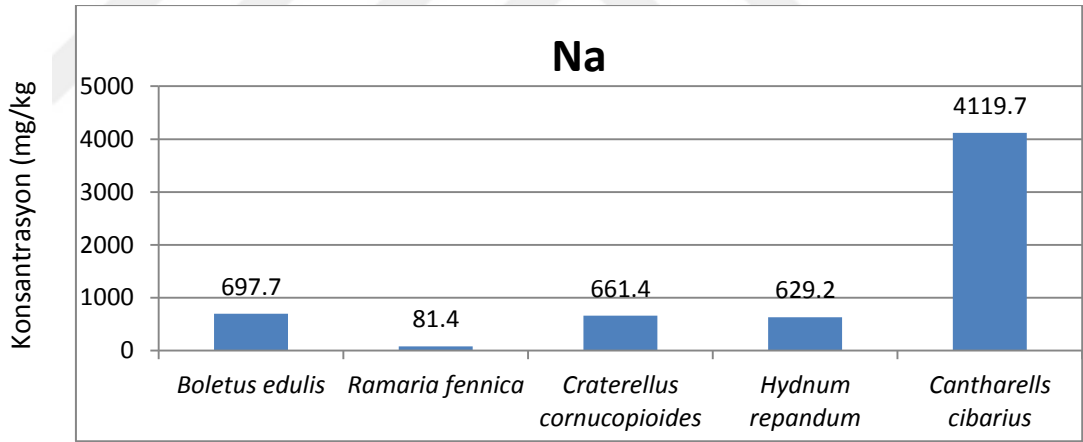 Na
Konsantrasyon (mg/kg
5000
4000
3000
2000
1000
0
697.7
81.4
661.4
629.2
4119.7
Boletus edulis
Ramaria fennica
Craterellus
cornucopioides
Hydnum
repandum
Cantharells
cibarius